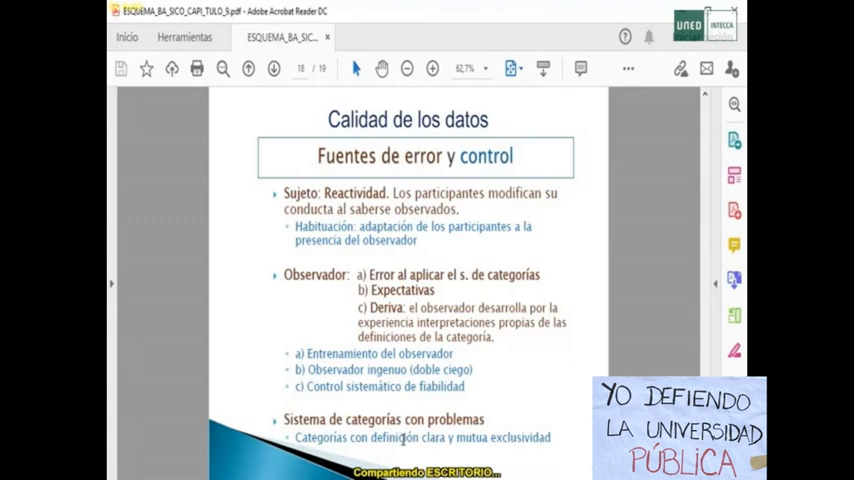 ESQUEMA_BA_SICO_CAPI_TULO_9.pdf - Adobe Acrobat Reader DC
UNED
INTECCA
Inicio
Herramientas
ESQUEMA_BA_SIC...
×
Iniciar sesión
18 / 19
62,7%
Calidad de los datos
Fuentes de error y control
Sujeto: Reactividad. Los participantes modifican su
conducta al saberse observados.
Habituación: adaptación de los participantes a la
presencia del observador
Observador: a) Error al aplicar el s. de categorías
b) Expectativas
c) Deriva: el observador desarrolla por la
experiencia interpretaciones propias de las
definiciones de la categoría.
a) Entrenamiento del observador
b) Observador ingenuo (doble ciego)
c) Control sistemático de fiabilidad
Sistema de categorías con problemas
Categorías con definición clara y mutua exclusividad
Compartiendo ESCRITORIO...
YO DEFIENDO
LA UNIVERSIDAD
PÚBLICA